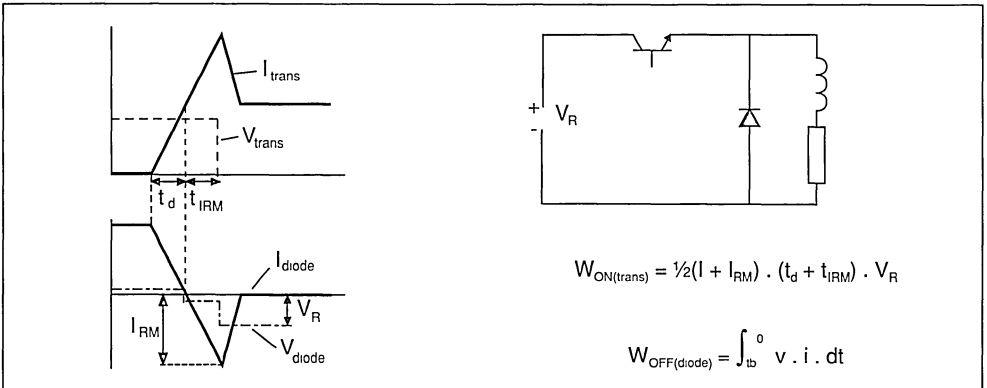 I trans
V trans
t d t IRM
I diode
V R
I RM
V diode
+
-
V R
W ON(trans) = ½(I + I RM) . (t d + t IRM) . V R
W OFF(diode) = ∫ tb 0 v . i . dt